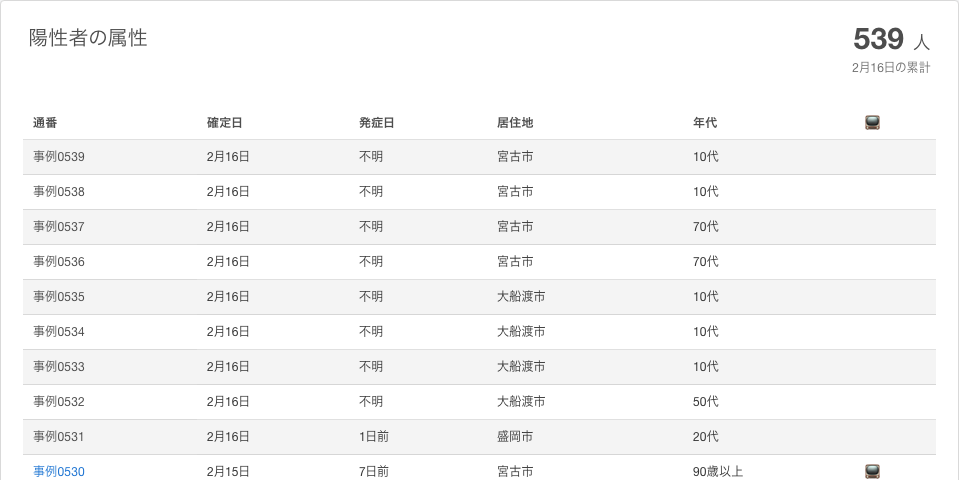 陽性者の属性
539 人
2月16日の累計
通番 確定日 発症日 居住地 年代
事例0539 2月16日 不明 宮古市 10代
事例0538 2月16日 不明 宮古市 10代
事例0537 2月16日 不明 宮古市 70代
事例0536 2月16日 不明 宮古市 70代
事例0535 2月16日 不明 大船渡市 10代
事例0534 2月16日 不明 大船渡市 10代
事例0533 2月16日 不明 大船渡市 10代
事例0532 2月16日 不明 大船渡市 50代
事例0531 2月16日 1日前 盛岡市 20代
事例0530 2月15日 7日前 宮古市 90歳以上